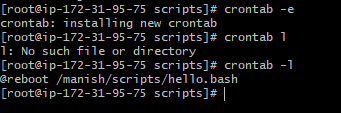 [root@ip-172-31-95-75 scripts]# crontab -e
crontab: installing new crontab
[root@ip-172-31-95-75 scripts]# crontab l
l: No such file or directory
[root@ip-172-31-95-75 scripts]# crontab -l
@reboot /manish/scripts/hello.bash
[root@ip-172-31-95-75 scripts]#